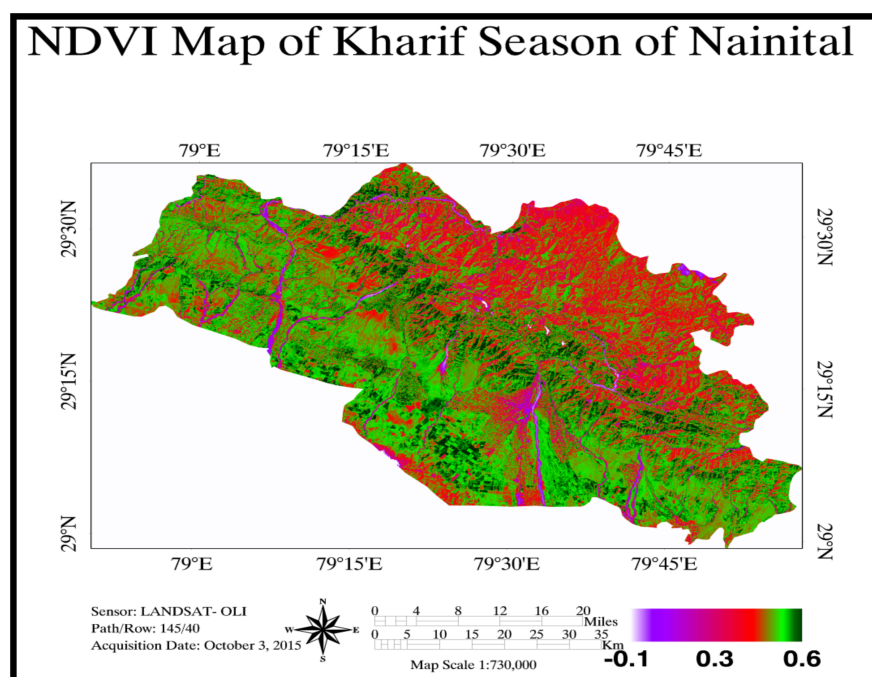 NDVI Map of Kharif Season of Nainital
79°E 79°15'E 79°30'E 79°45'E
29°30'N 29°30'N
29°15'N 29°15'N
29°N 29°N
79°E 79°15'E 79°30'E 79°45'E
Sensor: LANDSAT- OLI
Path/Row: 145/40
Acquisition Date: October 3, 2015
N
W E
S
0 4 8 12 16 20
Miles
0 5 10 15 20 25 30 35
Km
Map Scale 1:730,000
-0.1 0.3 0.6